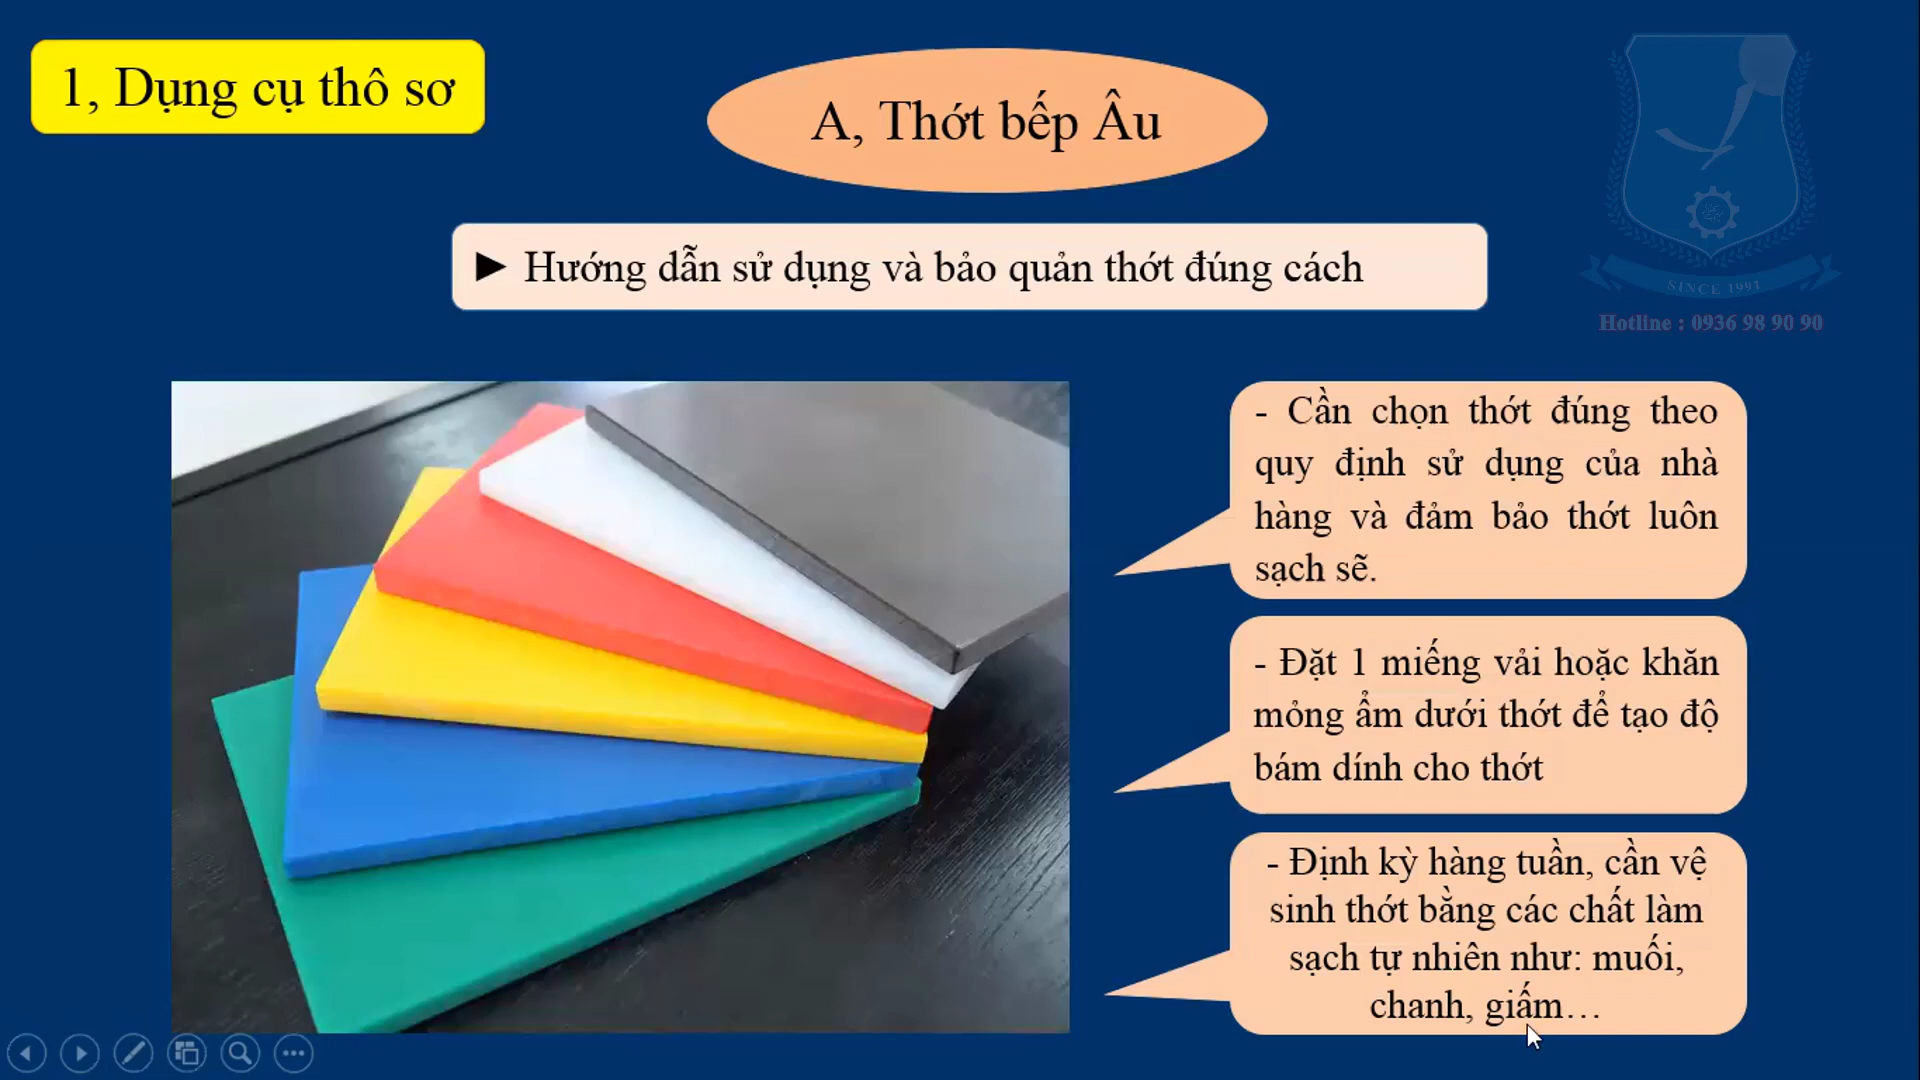 1, Dụng cụ thô sơ
A, Thớt bếp Âu
► Hướng dẫn sử dụng và bảo quản thớt đúng cách
SINCE 1991
Hotline : 0936 98 90 90
- Cần chọn thớt đúng theo
quy định sử dụng của nhà
hàng và đảm bảo thớt luôn
sạch sẽ.
- Đặt 1 miếng vải hoặc khăn
mỏng ẩm dưới thớt để tạo độ
bám dính cho thớt
- Định kỳ hàng tuần, cần vệ
sinh thớt bằng các chất làm
sạch tự nhiên như: muối,
chanh, giấm…